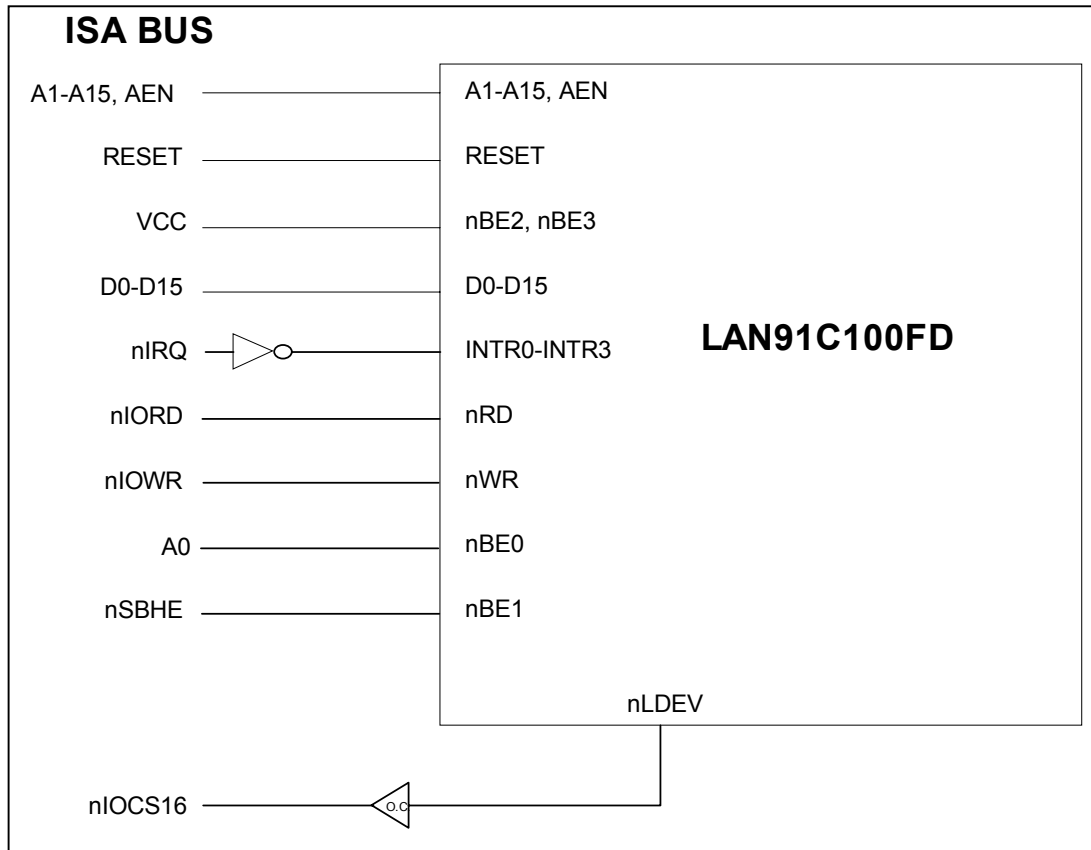 ISA BUS
A1-A15, AEN A1-A15, AEN
RESET RESET
VCC nBE2, nBE3
D0-D15 D0-D15
nIRQ INTR0-INTR3 LAN91C100FD
nIORD nRD
nIOWR nWR
A0 nBE0
nSBHE nBE1
nLDEV
nIOCS16 O.C